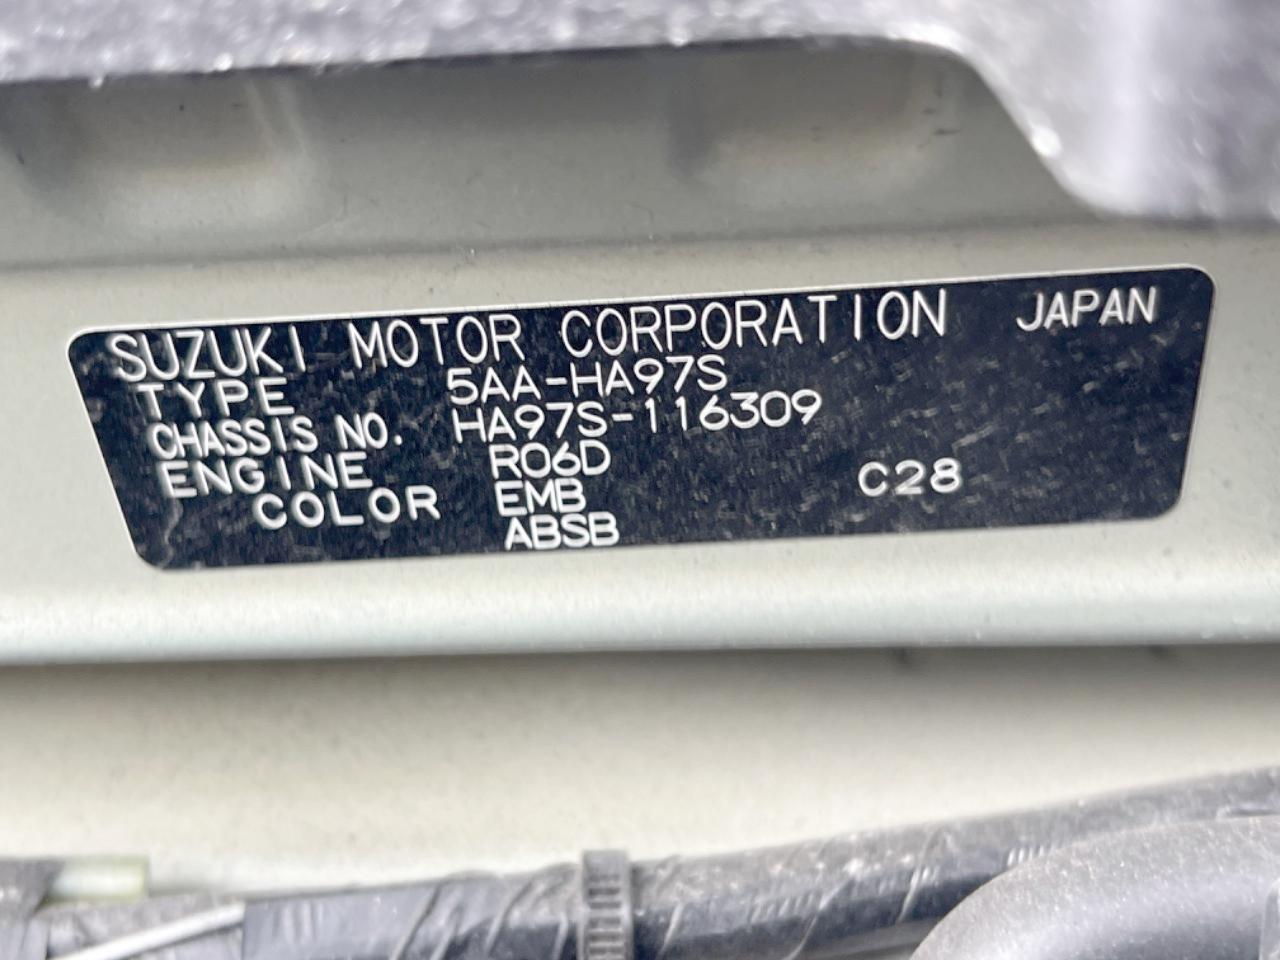 SUZUKI MOTOR CORPORATION JAPAN
TYPE 5AA-HA97S
CHASSIS NO. HA97S-116309
ENGINE R06D
COLOR EMB C28
ABSB